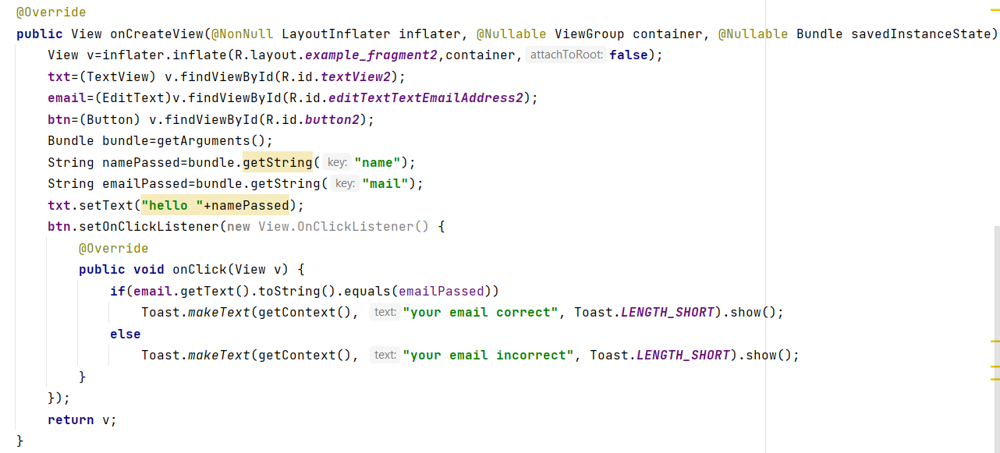 @Override
public View onCreateView(@NonNull LayoutInflater inflater, @Nullable ViewGroup container, @Nullable Bundle savedInstanceState)
View v=inflater.inflate(R.layout.example_fragment2,container, attachToRoot: false);
txt=(TextView) v.findViewById(R.id.textView2);
email=(EditText)v.findViewById(R.id.editTextTextEmailAddress2);
btn=(Button) v.findViewById(R.id.button2);
Bundle bundle=getArguments();
String namePassed=bundle.getString( key: "name");
String emailPassed=bundle.getString( key: "mail");
txt.setText("hello "+namePassed);
btn.setOnClickListener(new View.OnClickListener() {
@Override
public void onClick(View v) {
if(email.getText().toString().equals(emailPassed))
Toast.makeText(getContext(), text: "your email correct", Toast.LENGTH_SHORT).show();
else
Toast.makeText(getContext(), text: "your email incorrect", Toast.LENGTH_SHORT).show();
}
});
return v;
}